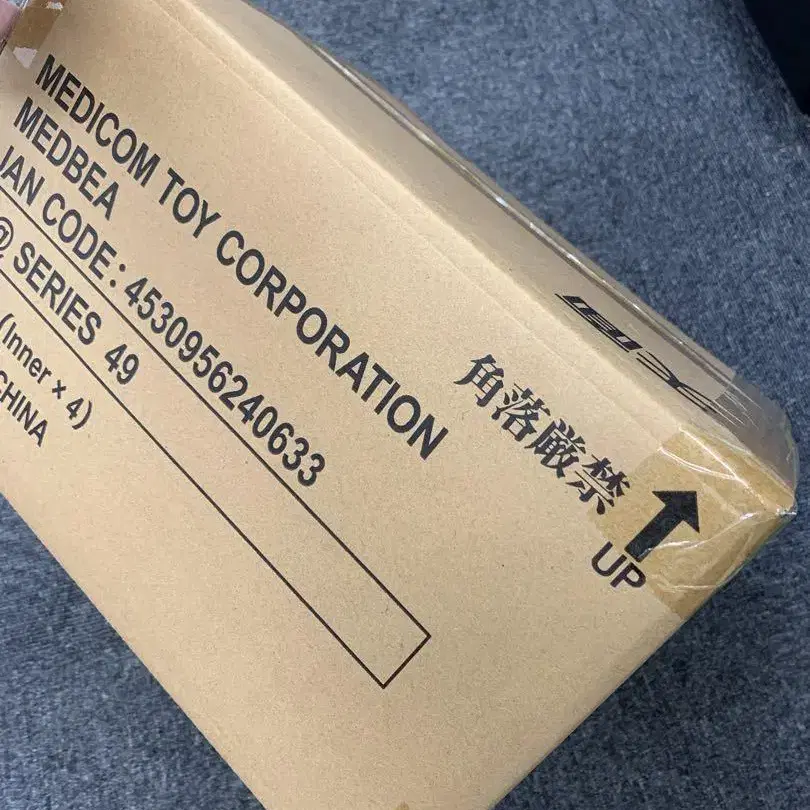 MEDICOM TOY CORPORATION
MEDBEA
JAN CODE: 4530956240633
@ SERIES 49
(Inner × 4)
CHINA
角落厳禁
UP